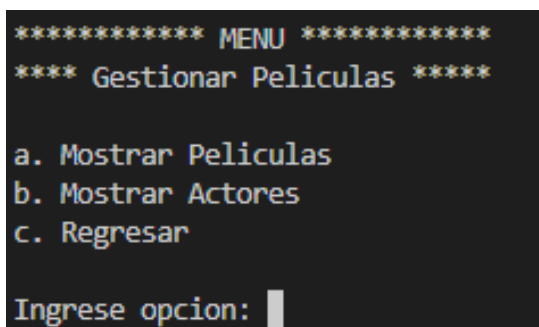 ************ MENU ************
**** Gestionar Peliculas *****
a. Mostrar Peliculas
b. Mostrar Actores
c. Regresar
Ingrese opcion: